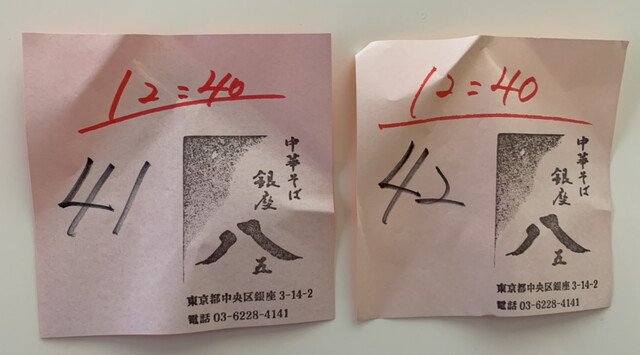 12:40
41
中華そば
銀座
八五
東京都中央区銀座3-14-2
電話 03-6228-4141
12:40
42
中華そば
銀座
八五
東京都中央区銀座3-14-2
電話 03-6228-4141